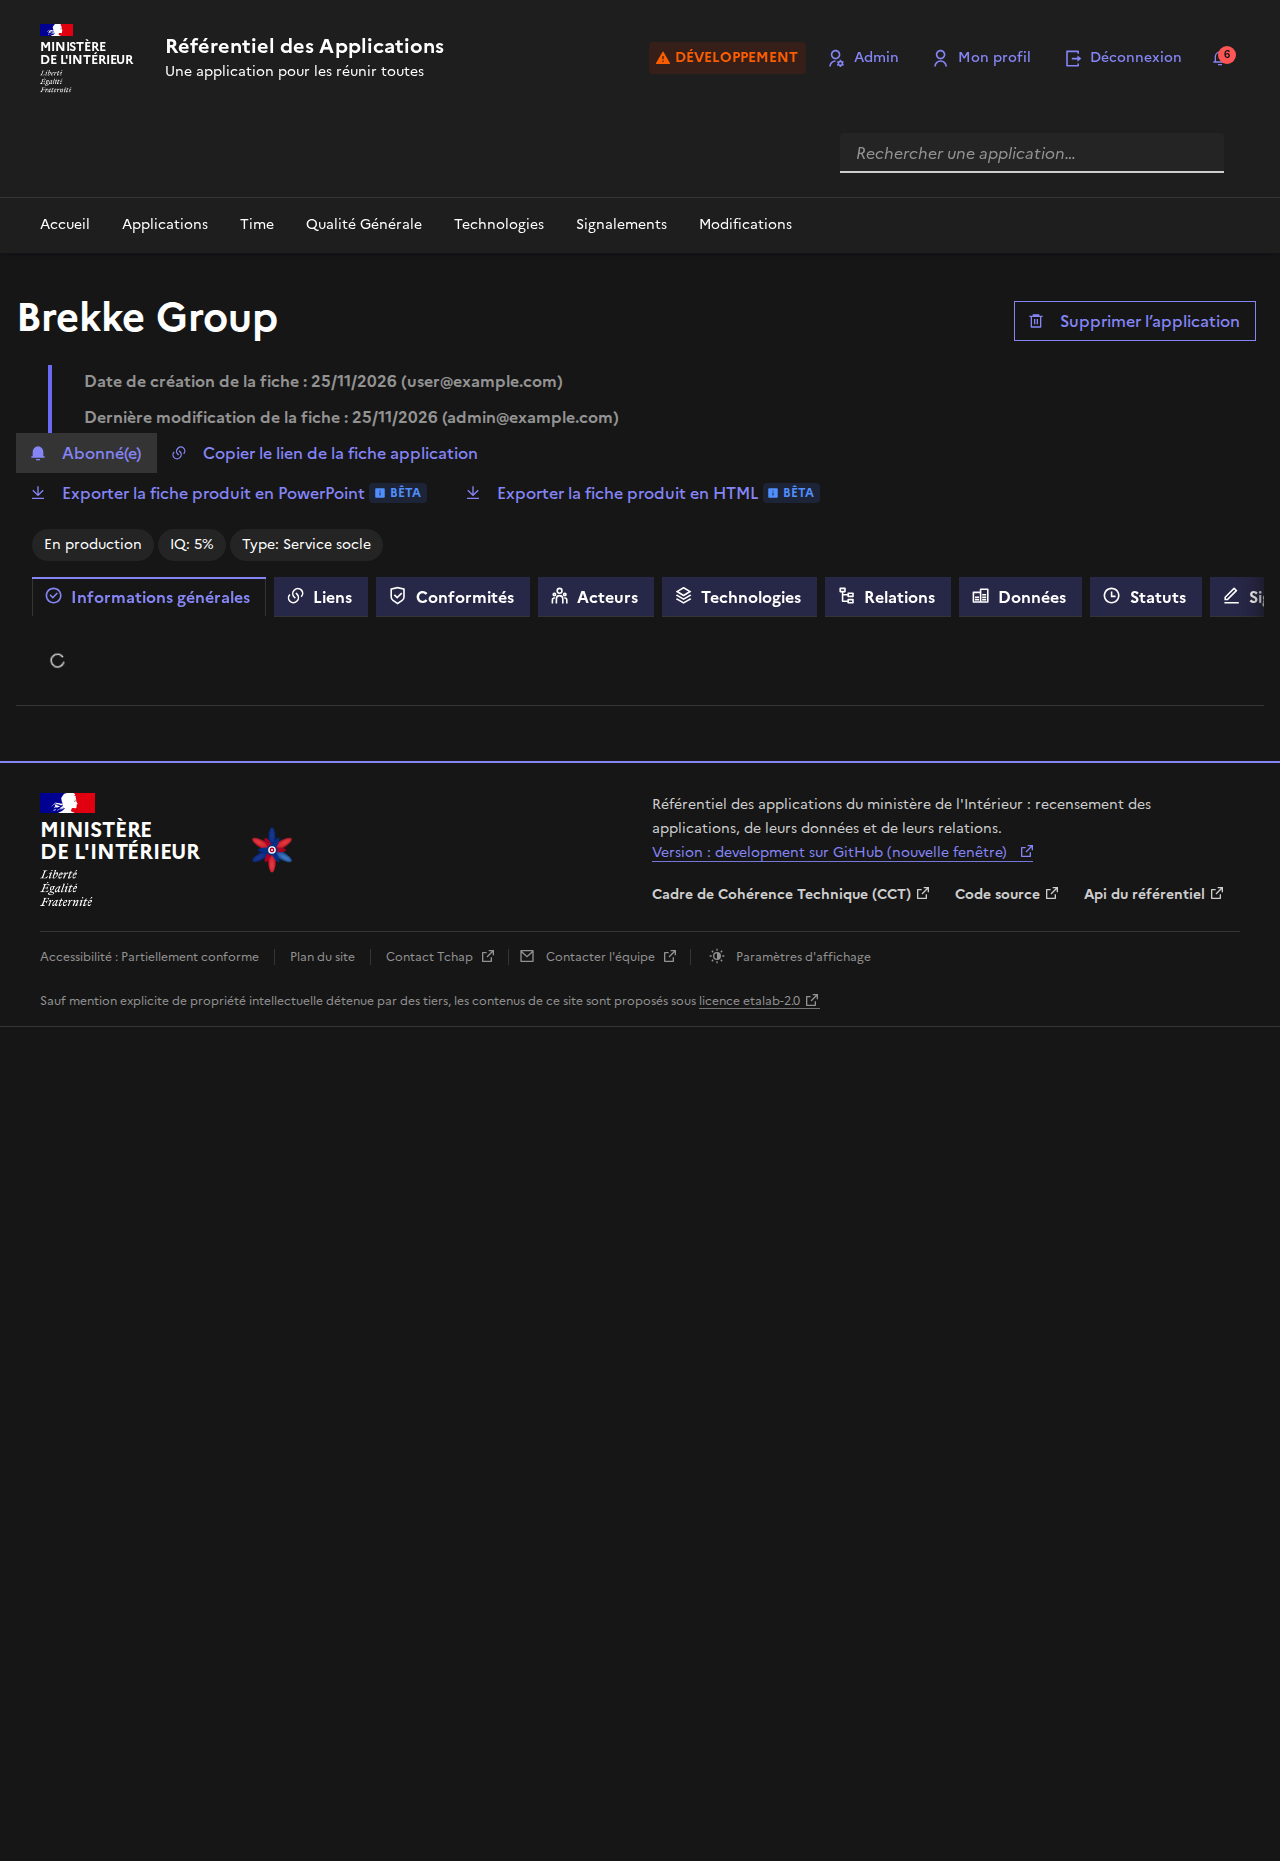 MINISTÈRE
DE L'INTÉRIEUR
Liberté
Égalité
Fraternité
Référentiel des Applications
Une application pour les réunir toutes
DÉVELOPPEMENT
Admin
Mon profil
Déconnexion
6
Rechercher une application...
Accueil
Applications
Time
Qualité Générale
Technologies
Signalements
Modifications
Brekke Group
Supprimer l’application
Date de création de la fiche : 25/11/2026 (user@example.com)
Dernière modification de la fiche : 25/11/2026 (admin@example.com)
Abonné(e)
Copier le lien de la fiche application
Exporter la fiche produit en PowerPoint BÊTA
Exporter la fiche produit en HTML BÊTA
En production
IQ: 5%
Type: Service socle
Informations générales
Liens
Conformités
Acteurs
Technologies
Relations
Données
Statuts
MINISTÈRE
DE L'INTÉRIEUR
Liberté
Égalité
Fraternité
Référentiel des applications du ministère de l'Intérieur : recensement des
applications, de leurs données et de leurs relations.
Version : development sur GitHub (nouvelle fenêtre)
Cadre de Cohérence Technique (CCT)
Code source
Api du référentiel
Accessibilité : Partiellement conforme
Plan du site
Contact Tchap
Contacter l'équipe
Paramètres d'affichage
Sauf mention explicite de propriété intellectuelle détenue par des tiers, les contenus de ce site sont proposés sous licence etalab-2.0